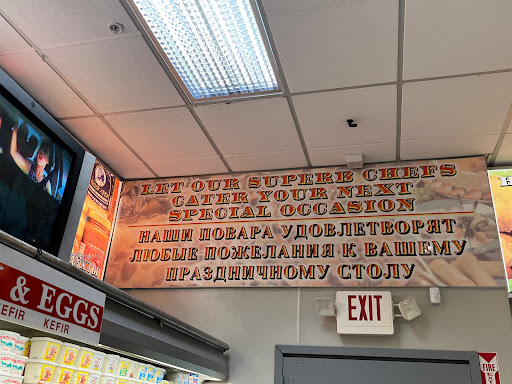 LET OUR SUPERB CHEFS
CATER YOUR NEXT
SPECIAL OCCASION
НАШИ ПОВАРА УДОВЛЕТВОРЯТ
ЛЮБЫЕ ПОЖЕЛАНИЯ К ВАШЕМУ
ПРАЗДНИЧНОМУ СТОЛУ
EXIT
& EGGS
KEFIR
FIRE